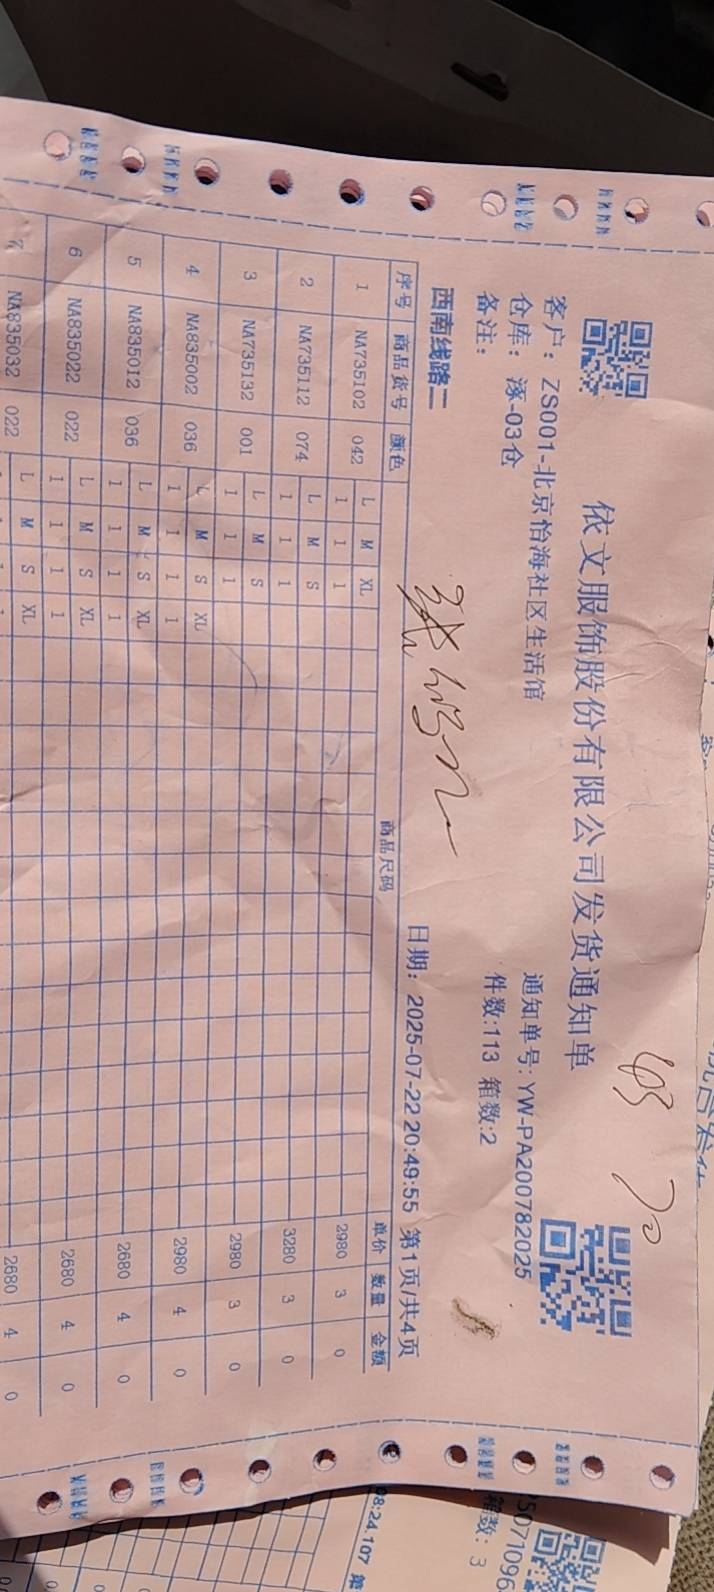 依文服饰股份有限公司发货通知单
客户：ZS001-北京怡海社区生活馆 通知单号: YW-PA200782025
仓库：涿-03仓 件数:113 箱数:2
备注：
西南线路二 日期: 2025-07-22 20:49:55 第1页/共4页
序号 商品货号 颜色 商品尺码 单价 数量 金额
L M XL
1 NA735102 042 1 1 1 2980 3 0
L M S
2 NA735112 074 1 1 1 3280 3 0
L M S
3 NA735132 001 1 1 1 2980 3 0
L M S XL
4 NA835002 036 1 1 1 1 2980 4 0
L M S XL
5 NA835012 036 1 1 1 1 2680 4 0
L M S XL
6 NA835022 022 1 1 1 1 2680 4 0
L M S XL
7 NA835032 022 2680 4 0
5071096
箱数: 3
08:24.107 第